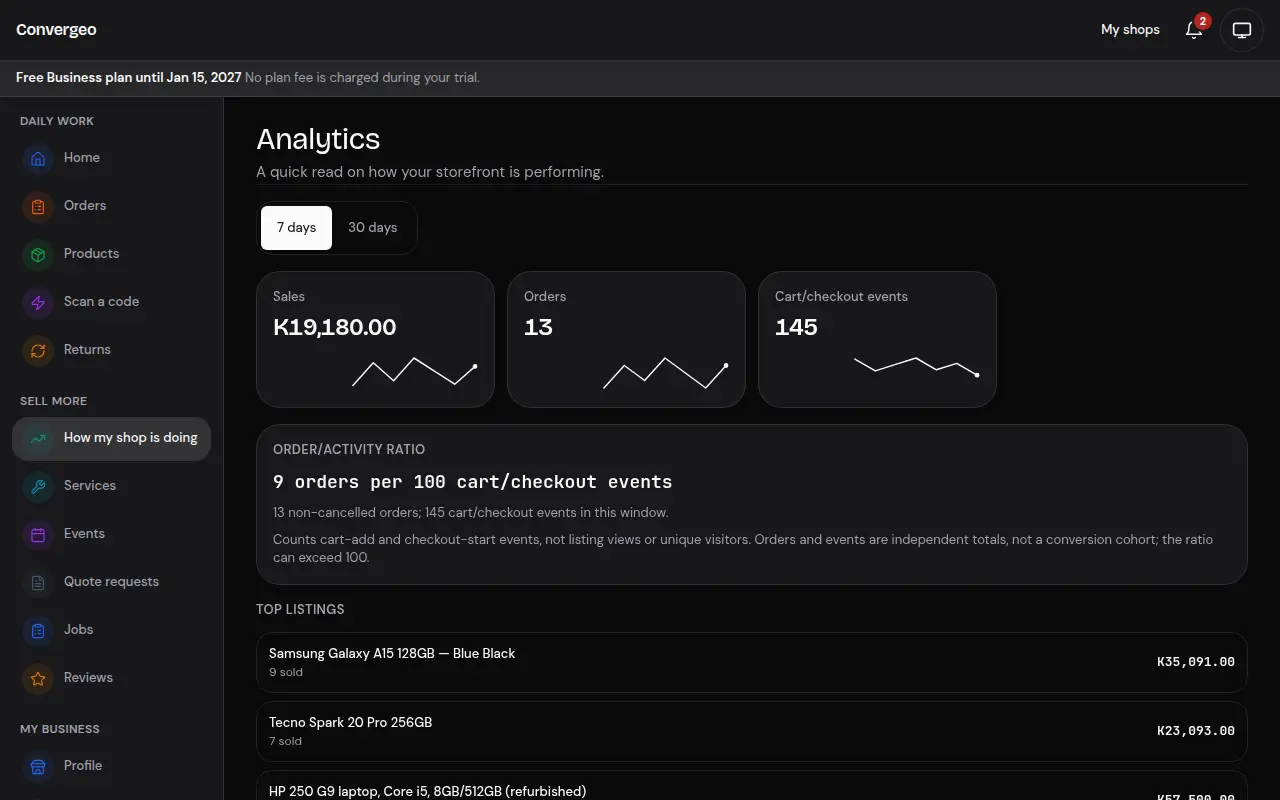 Convergeo
My shops
2
Free Business plan until Jan 15, 2027 No plan fee is charged during your trial.
DAILY WORK
Home
Orders
Products
Scan a code
Returns
SELL MORE
How my shop is doing
Services
Events
Quote requests
Jobs
Reviews
MY BUSINESS
Profile
Analytics
A quick read on how your storefront is performing.
7 days
30 days
Sales
K19,180.00
Orders
13
Cart/checkout events
145
ORDER/ACTIVITY RATIO
9 orders per 100 cart/checkout events
13 non-cancelled orders; 145 cart/checkout events in this window.
Counts cart-add and checkout-start events, not listing views or unique visitors. Orders and events are independent totals, not a conversion cohort; the ratio
can exceed 100.
TOP LISTINGS
Samsung Galaxy A15 128GB — Blue Black
9 sold
K35,091.00
Tecno Spark 20 Pro 256GB
7 sold
K23,093.00
HP 250 G9 laptop, Core i5, 8GB/512GB (refurbished)
K57,500.00